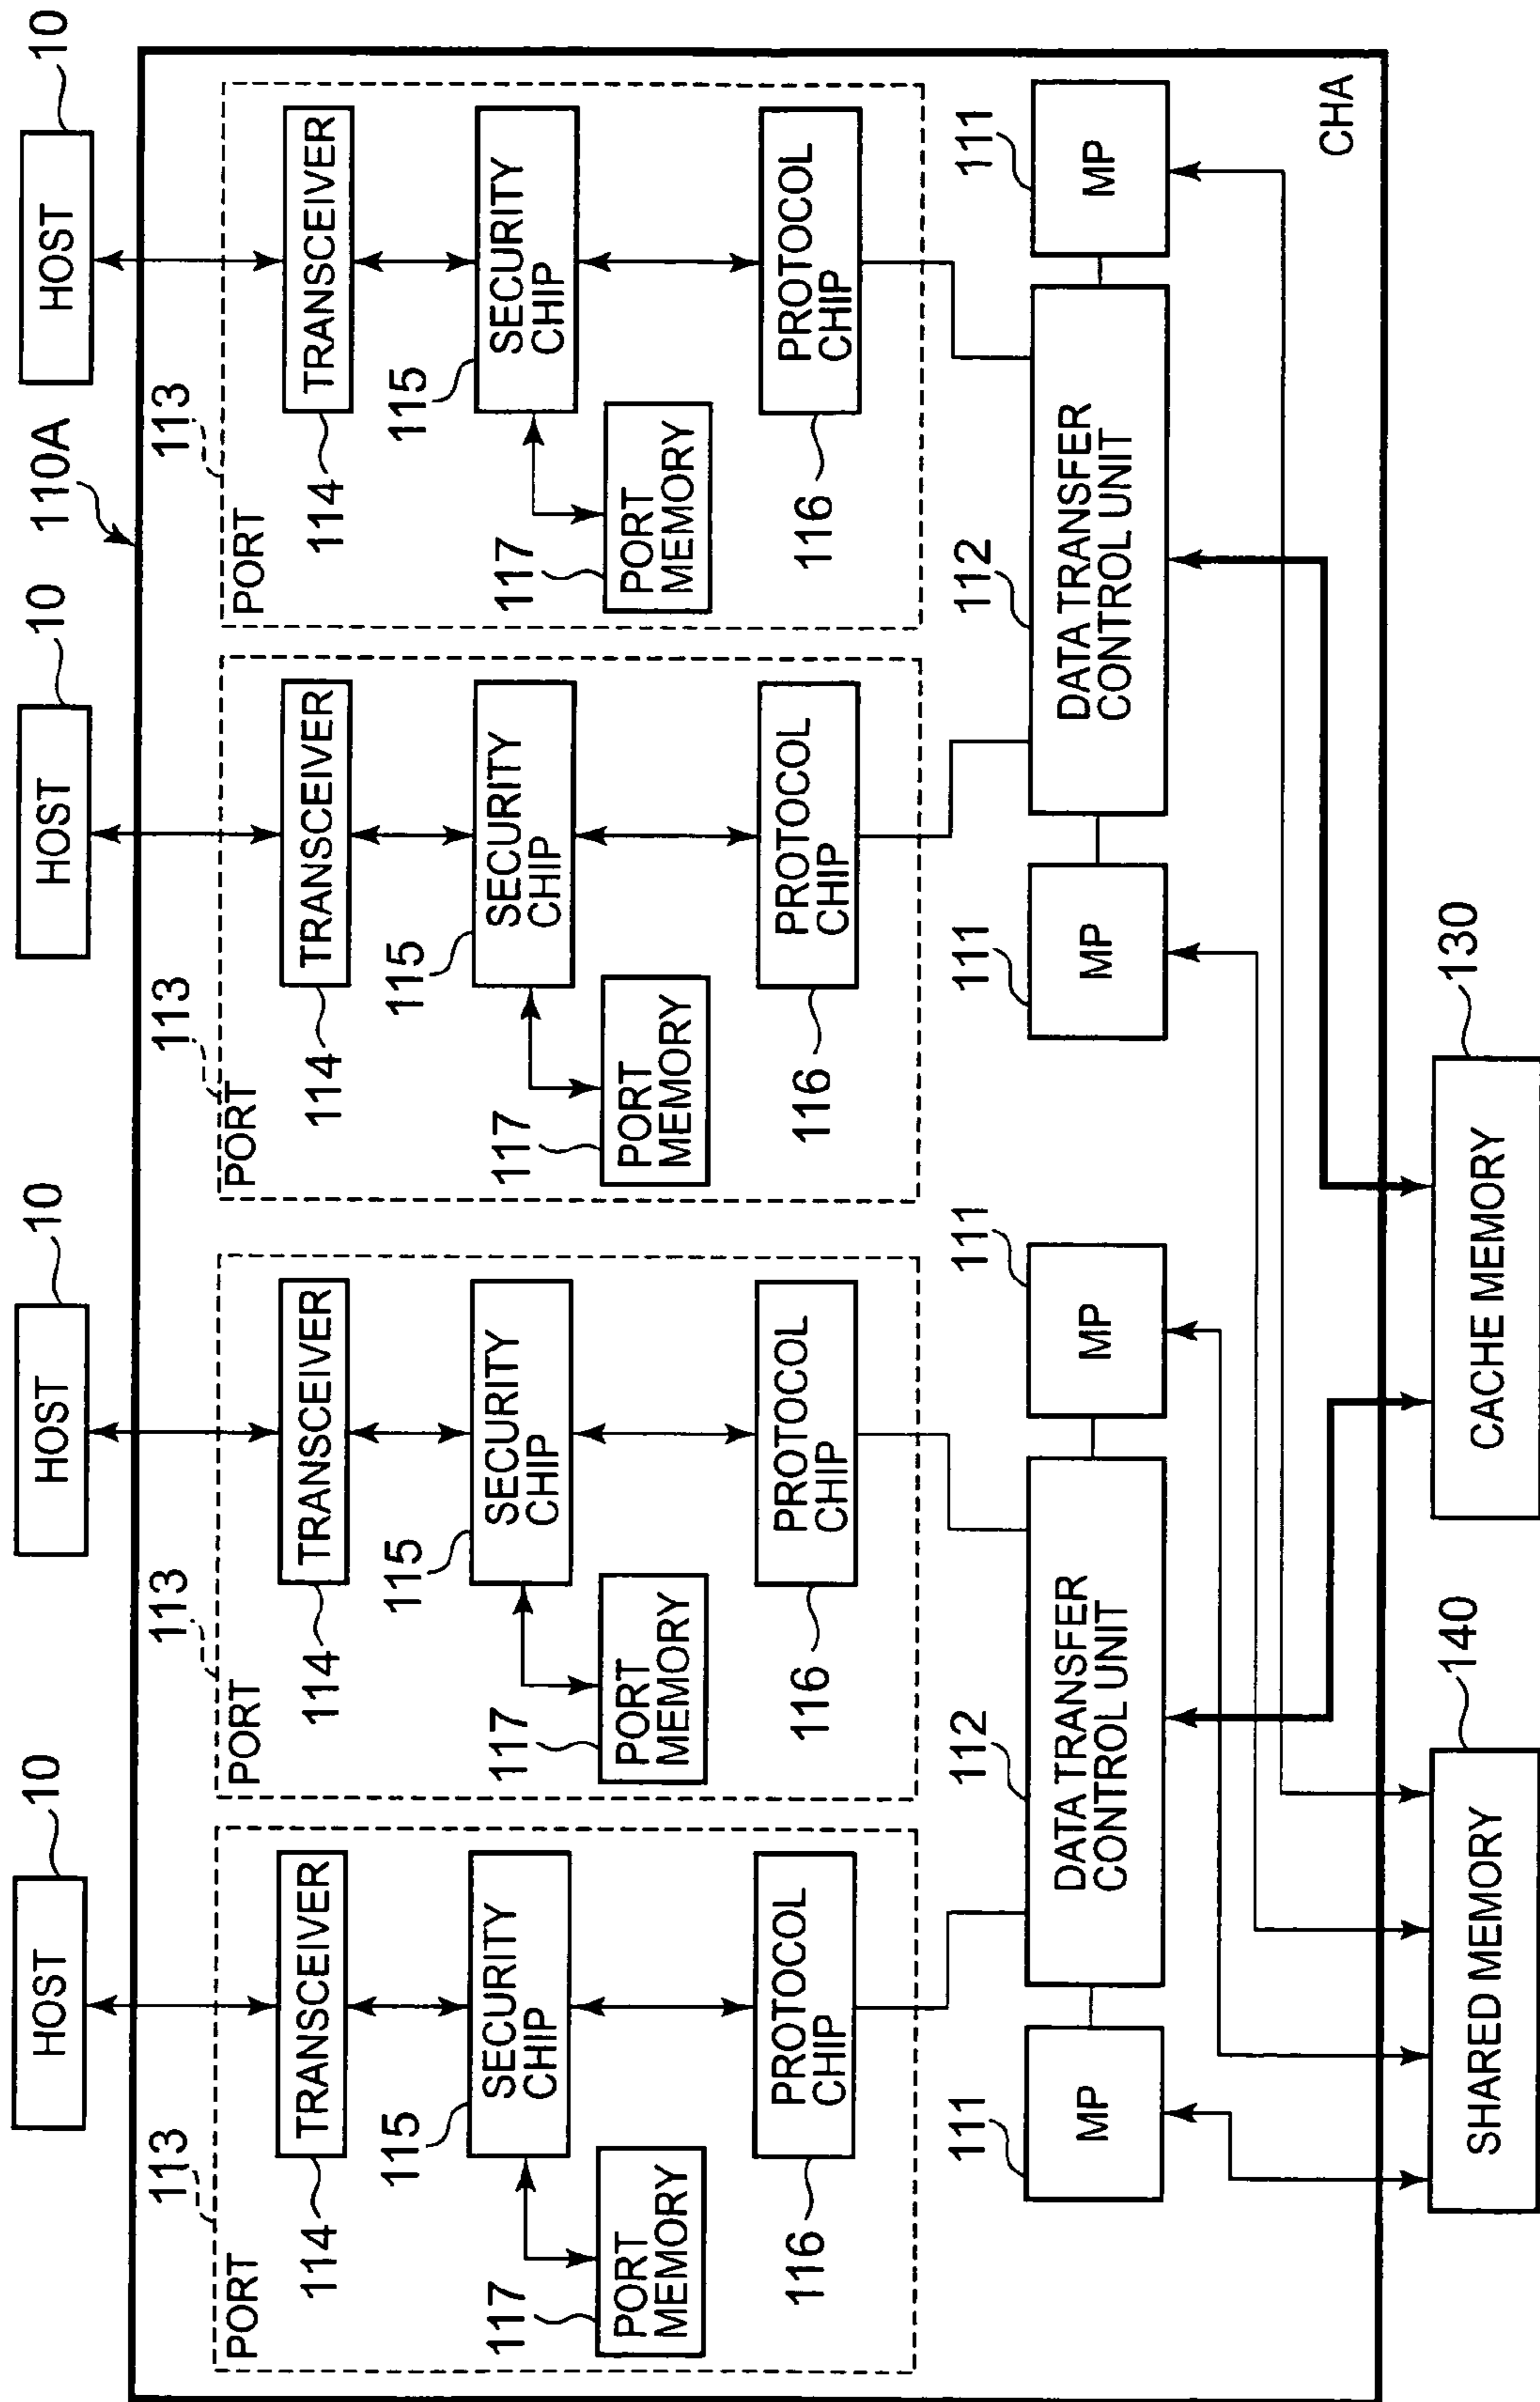 10
10
10
10
HOST
HOST
HOST
HOST
110A
113
113
113
113
PORT
PORT
PORT
PORT
114
TRANSCEIVER
114
TRANSCEIVER
114
TRANSCEIVER
114
TRANSCEIVER
115
115
115
115
SECURITY
CHIP
SECURITY
CHIP
SECURITY
CHIP
SECURITY
CHIP
117
117
117
117
PORT
MEMORY
PORT
MEMORY
PORT
MEMORY
PORT
MEMORY
PROTOCOL
CHIP
PROTOCOL
CHIP
PROTOCOL
CHIP
PROTOCOL
CHIP
116
116
116
116
111
112
111
111
112
111
MP
DATA TRANSFER
CONTROL UNIT
MP
MP
DATA TRANSFER
CONTROL UNIT
MP
CHA
140
130
SHARED MEMORY
CACHE MEMORY